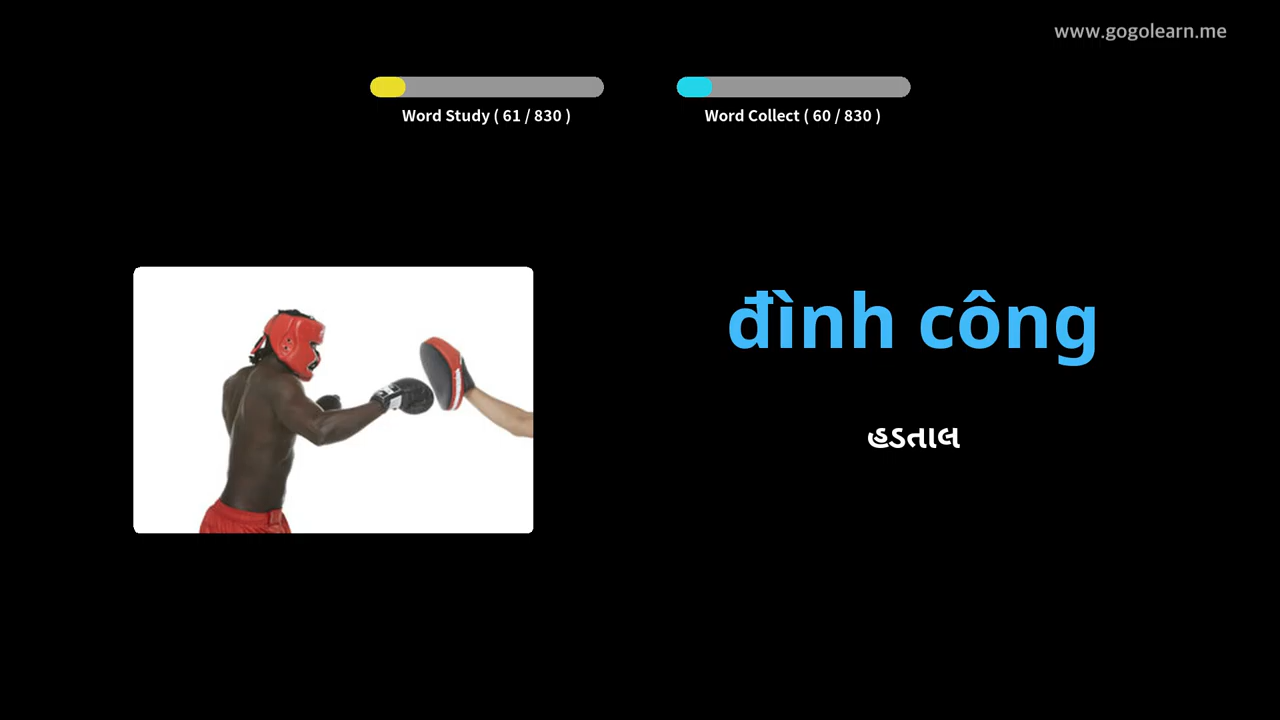 www.gogolearn.me
Word Study ( 61 / 830 )
Word Collect ( 60 / 830 )
đình công
હડતાલ